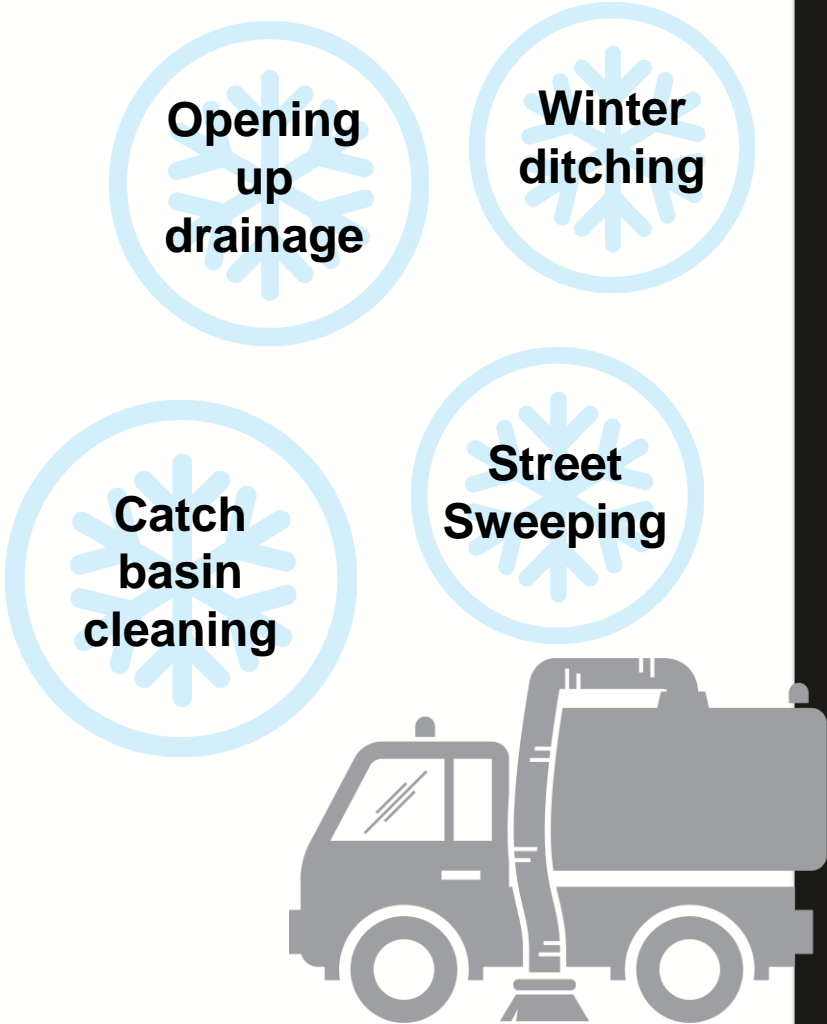 Opening
up
drainage
Winter
ditching
Catch
basin
cleaning
Street
Sweeping